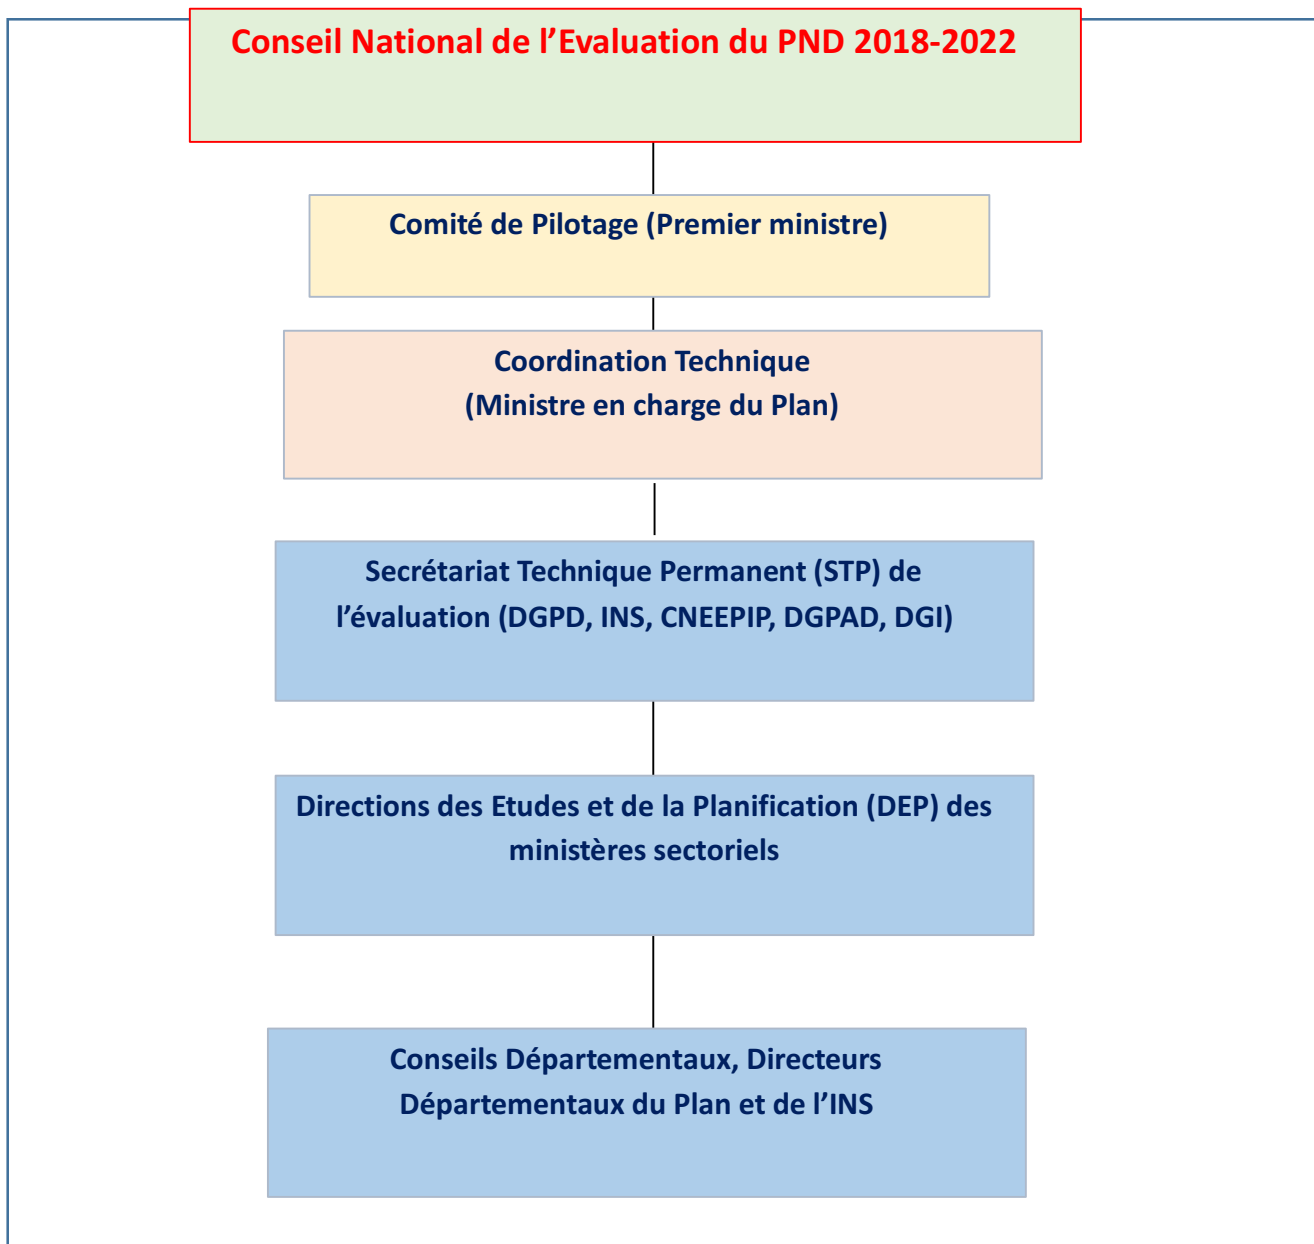 Conseil National de l’Evaluation du PND 2018-2022
Comité de Pilotage (Premier ministre)
Coordination Technique
(Ministre en charge du Plan)
Secrétariat Technique Permanent (STP) de
l’évaluation (DGPD, INS, CNEEPIP, DGPAD, DGI)
Directions des Etudes et de la Planification (DEP) des
ministères sectoriels
Conseils Départementaux, Directeurs
Départementaux du Plan et de l’INS